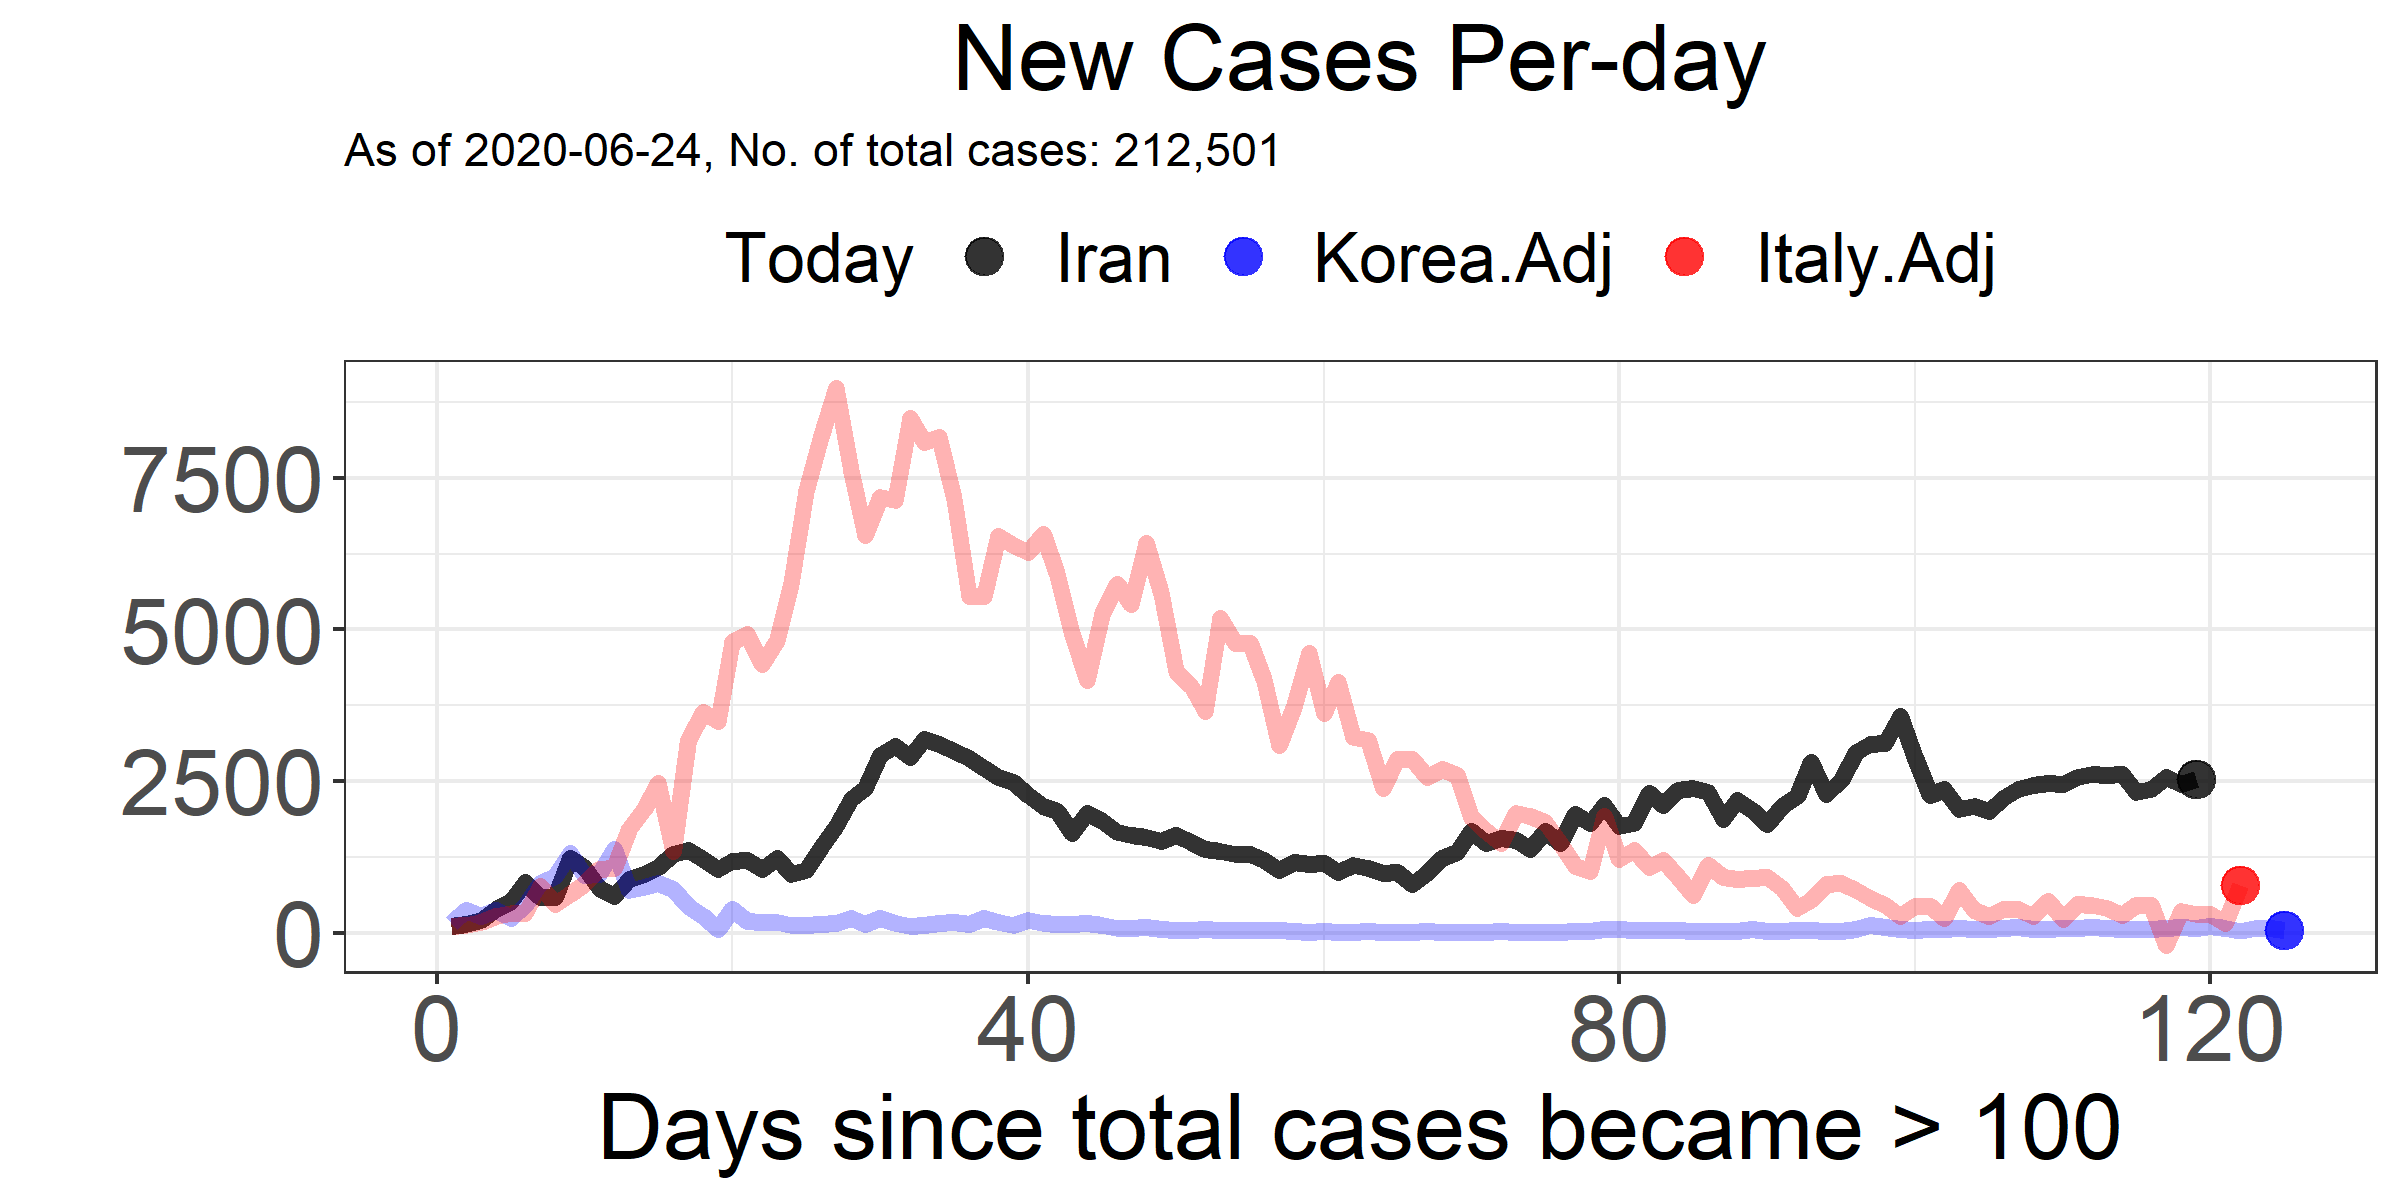 New Cases Per-day
As of 2020-06-24, No. of total cases: 212,501
Today Iran Korea.Adj Italy.Adj
7500
5000
2500
0
0 40 80 120
Days since total cases became > 100